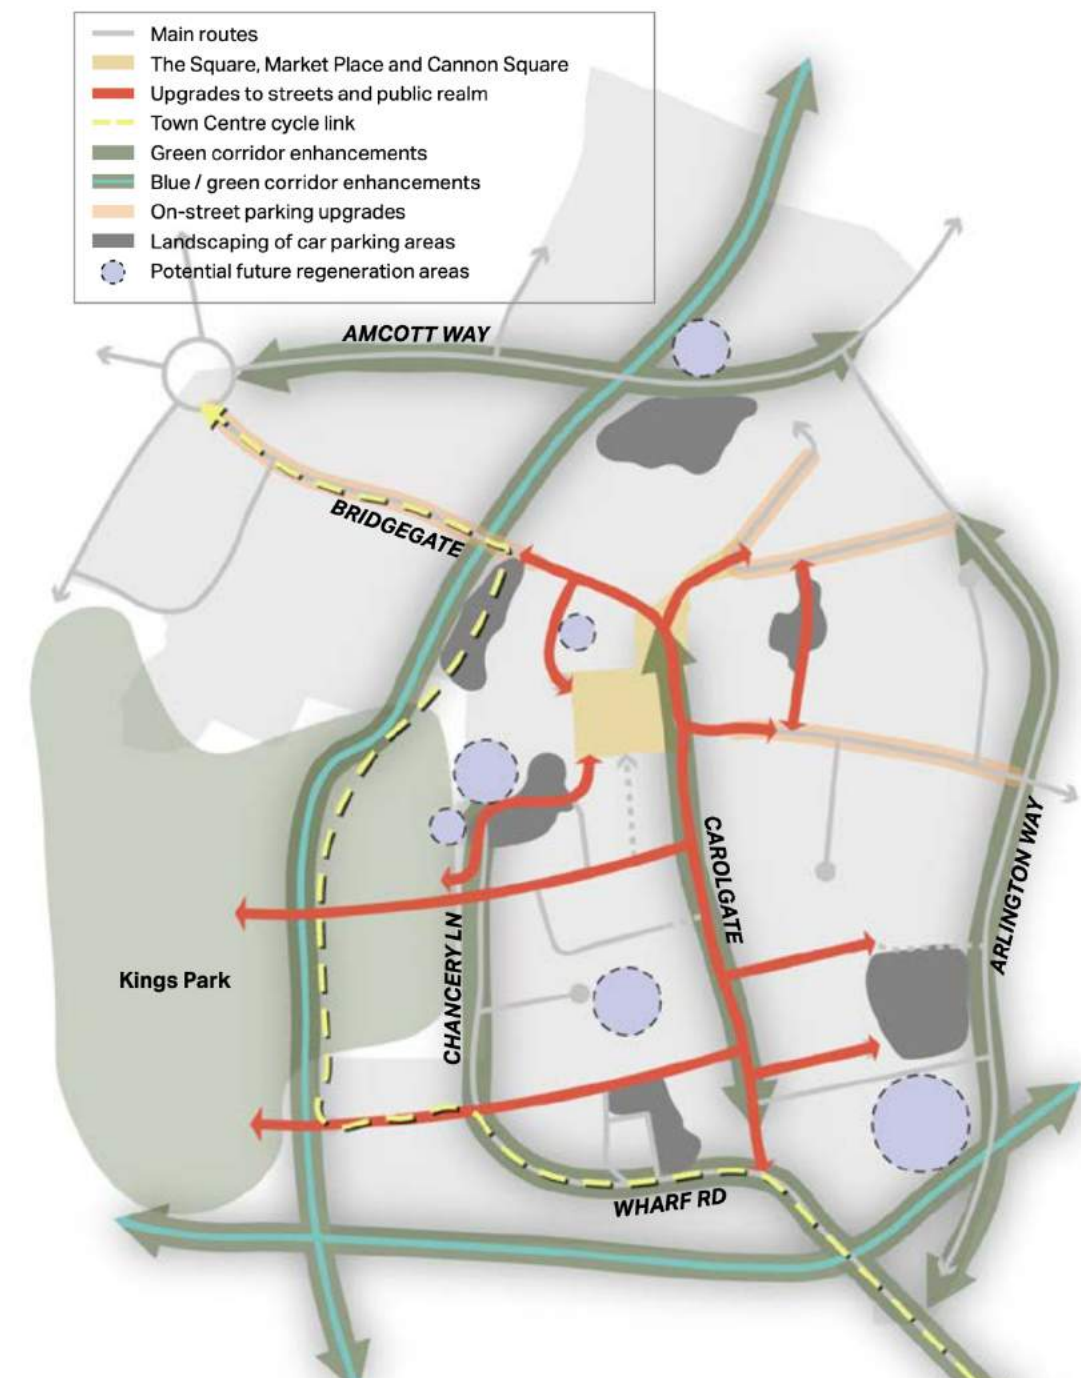 Main routes
The Square, Market Place and Cannon Square
Upgrades to streets and public realm
Town Centre cycle link
Green corridor enhancements
Blue / green corridor enhancements
On-street parking upgrades
Landscaping of car parking areas
Potential future regeneration areas
AMCOTT WAY
BRIDGEGATE
CAROLGATE
ARLINGTON WAY
CHANCERY LN
Kings Park
WHARF RD